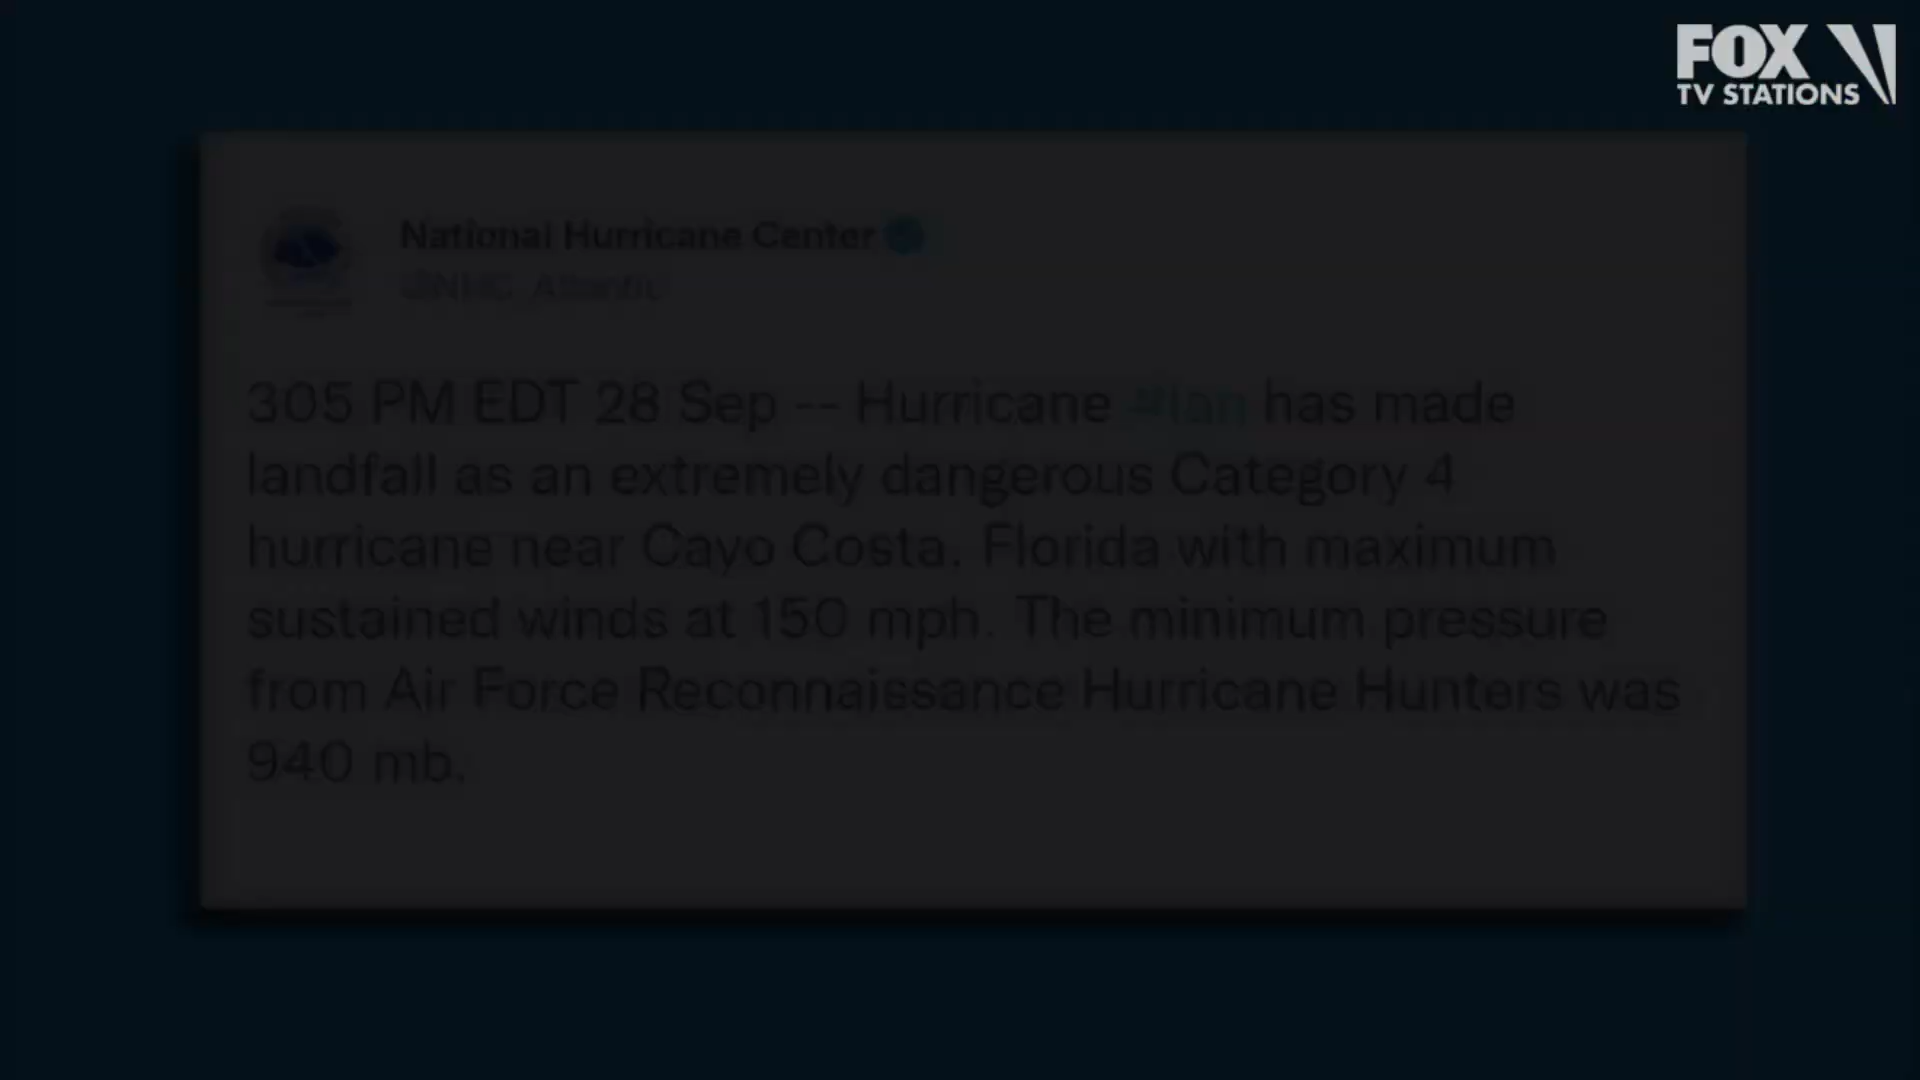 FOX
TV STATIONS
National Hurricane Center
@NHC_Atlantic
305 PM EDT 28 Sep -- Hurricane #Ian has made
landfall as an extremely dangerous Category 4
hurricane near Cayo Costa, Florida with maximum
sustained winds at 150 mph. The minimum pressure
from Air Force Reconnaissance Hurricane Hunters was
940 mb.